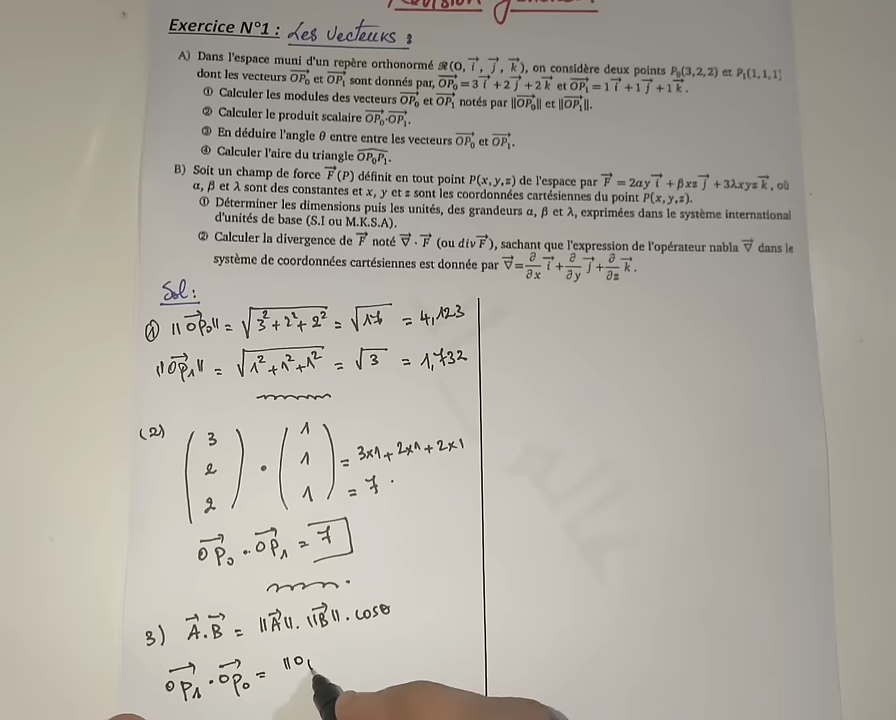 Revision
Exercice N°1 : Les Vecteurs :
A) Dans l'espace muni d'un repère orthonormé ℛ(O, i⃗, j⃗, k⃗), on considère deux points P₀(3,2,2) et P₁(1,1,1)
dont les vecteurs OP₀⃗ et OP₁⃗ sont donnés par, OP₀⃗ = 3 i⃗ + 2 j⃗ + 2 k⃗ et OP₁⃗ = 1 i⃗ + 1 j⃗ + 1 k⃗.
① Calculer les modules des vecteurs OP₀⃗ et OP₁⃗ notés par ||OP₀⃗|| et ||OP₁⃗||.
② Calculer le produit scalaire OP₀⃗·OP₁⃗.
③ En déduire l'angle θ entre entre les vecteurs OP₀⃗ et OP₁⃗.
④ Calculer l'aire du triangle OP₀P₁.
B) Soit un champ de force F⃗(P) définit en tout point P(x,y,z) de l'espace par F⃗ = 2αy i⃗ + βxz j⃗ + 3λxyz k⃗, où
α, β et λ sont des constantes et x, y et z sont les coordonnées cartésiennes du point P(x,y,z).
① Déterminer les dimensions puis les unités, des grandeurs α, β et λ, exprimées dans le système international
d'unités de base (S.I ou M.K.S.A).
② Calculer la divergence de F⃗ noté ∇⃗ · F⃗ (ou div F⃗), sachant que l'expression de l'opérateur nabla ∇⃗ dans le
système de coordonnées cartésiennes est donnée par ∇⃗ = ∂/∂x i⃗ + ∂/∂y j⃗ + ∂/∂z k⃗.
Sol :
① ||OP₀⃗|| = √(3² + 2² + 2²) = √17 = 4,123
||OP₁⃗|| = √(1² + 1² + 1²) = √3 = 1,732
(2) (3 2 2) · (1 1 1) = 3×1 + 2×1 + 2×1
= 7 .
OP₀⃗ · OP₁⃗ = 7
3) A⃗ . B⃗ = ||A⃗|| . ||B⃗|| . cosθ
OP₁⃗ · OP₀⃗ = ||O